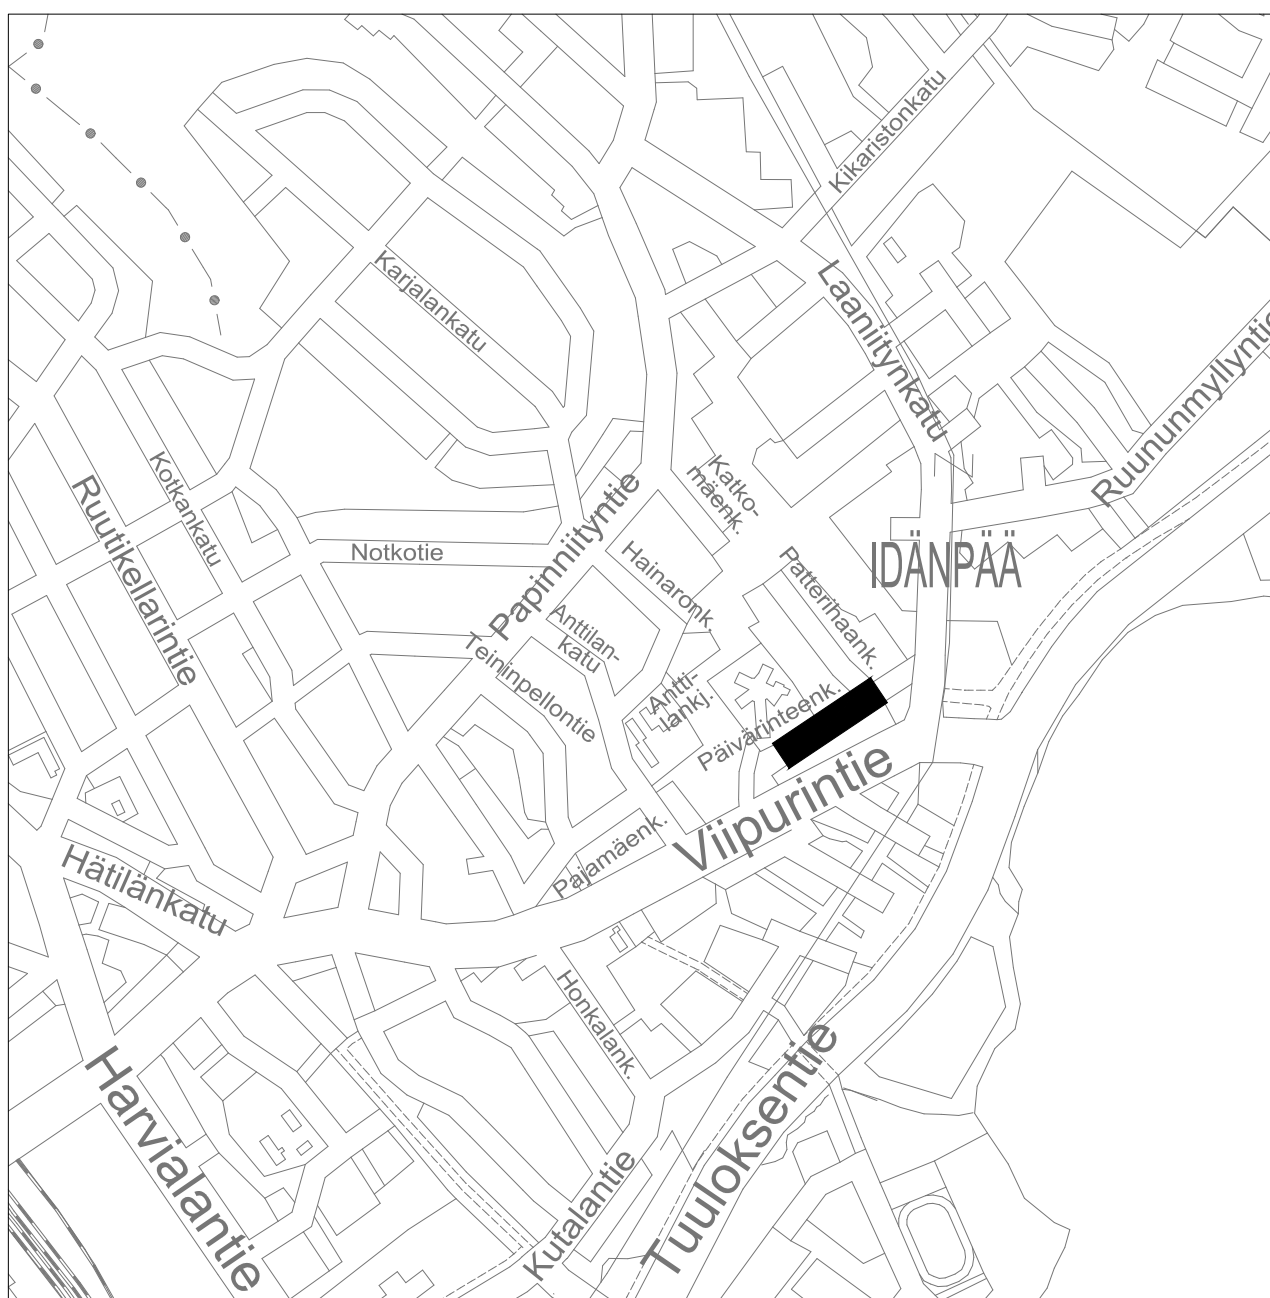 Kikaristonkatu
Karjalankatu
Laaniitynkatu
Ruununmyllyntie
Kotkankatu
Ruutikellarintie
Katko-
mäenk.
Notkotie
Papinniityntie
Hainaronk.
Patterihaank.
IDÄNPÄÄ
Anttilan-
katu
Teininpellontie
Antti-
lankj.
Päivärinteenk.
Viipurintie
Pajamäenk.
Hätilänkatu
Honkalank.
Harvialantie
Tuuloksentie
Kutalantie